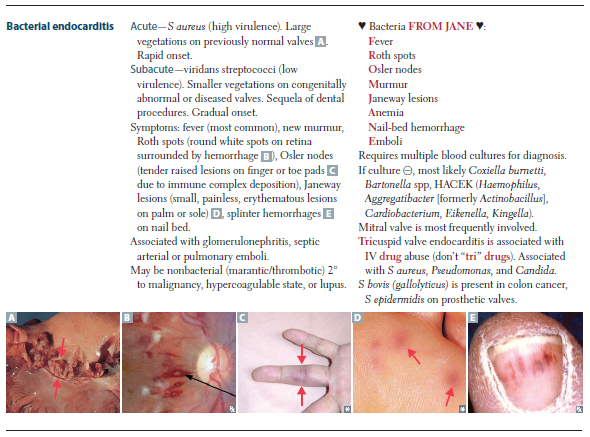 Bacterial endocarditis
Acute—S aureus (high virulence). Large
vegetations on previously normal valves A.
Rapid onset.
Subacute—viridans streptococci (low
virulence). Smaller vegetations on congenitally
abnormal or diseased valves. Sequela of dental
procedures. Gradual onset.
Symptoms: fever (most common), new murmur,
Roth spots (round white spots on retina
surrounded by hemorrhage B), Osler nodes
(tender raised lesions on finger or toe pads C
due to immune complex deposition), Janeway
lesions (small, painless, erythematous lesions
on palm or sole) D, splinter hemorrhages E
on nail bed.
Associated with glomerulonephritis, septic
arterial or pulmonary emboli.
May be nonbacterial (marantic/thrombotic) 2°
to malignancy, hypercoagulable state, or lupus.
♥ Bacteria FROM JANE ♥:
Fever
Roth spots
Osler nodes
Murmur
Janeway lesions
Anemia
Nail-bed hemorrhage
Emboli
Requires multiple blood cultures for diagnosis.
If culture ⊖, most likely Coxiella burnetii,
Bartonella spp, HACEK (Haemophilus,
Aggregatibacter [formerly Actinobacillus],
Cardiobacterium, Eikenella, Kingella).
Mitral valve is most frequently involved.
Tricuspid valve endocarditis is associated with
IV drug abuse (don't “tri” drugs). Associated
with S aureus, Pseudomonas, and Candida.
S bovis (gallolyticus) is present in colon cancer,
S epidermidis on prosthetic valves.
A
B
C
D
E